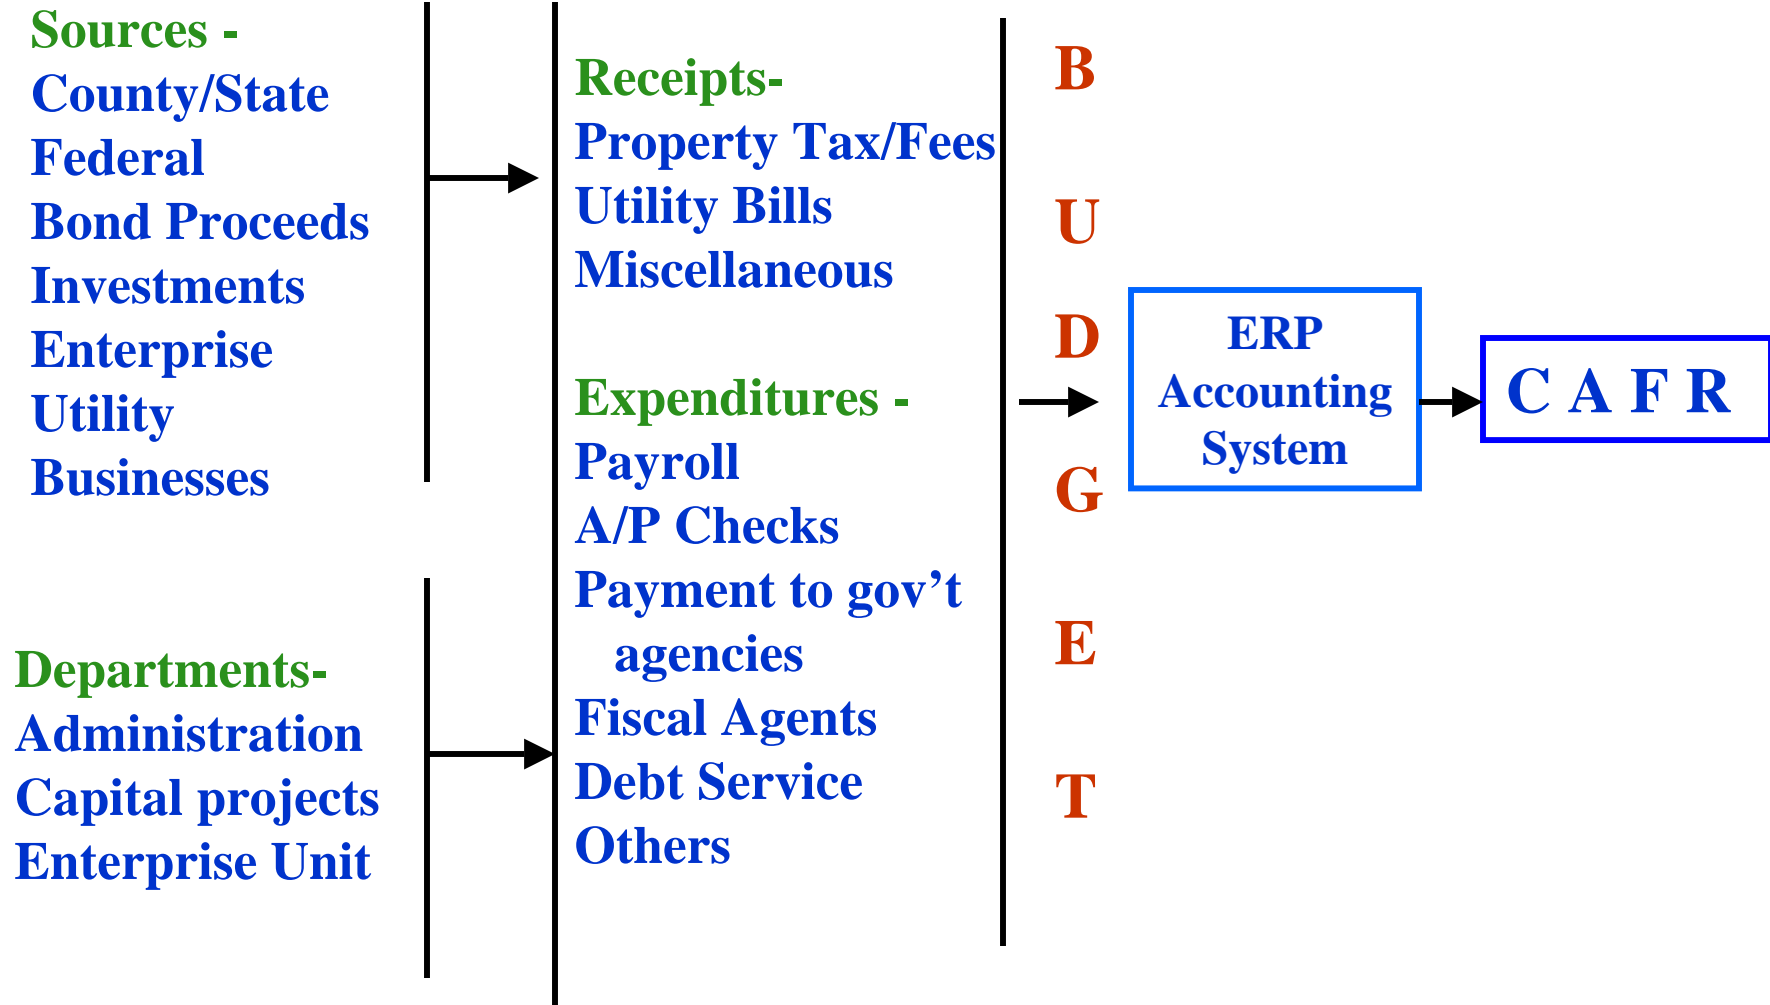 Sources -
County/State
Federal
Bond Proceeds
Investments
Enterprise
Utility
Businesses
Departments-
Administration
Capital projects
Enterprise Unit
Receipts-
Property Tax/Fees
Utility Bills
Miscellaneous
Expenditures -
Payroll
A/P Checks
Payment to gov’t
agencies
Fiscal Agents
Debt Service
Others
B
U
D
G
E
T
ERP
Accounting
System
C A F R